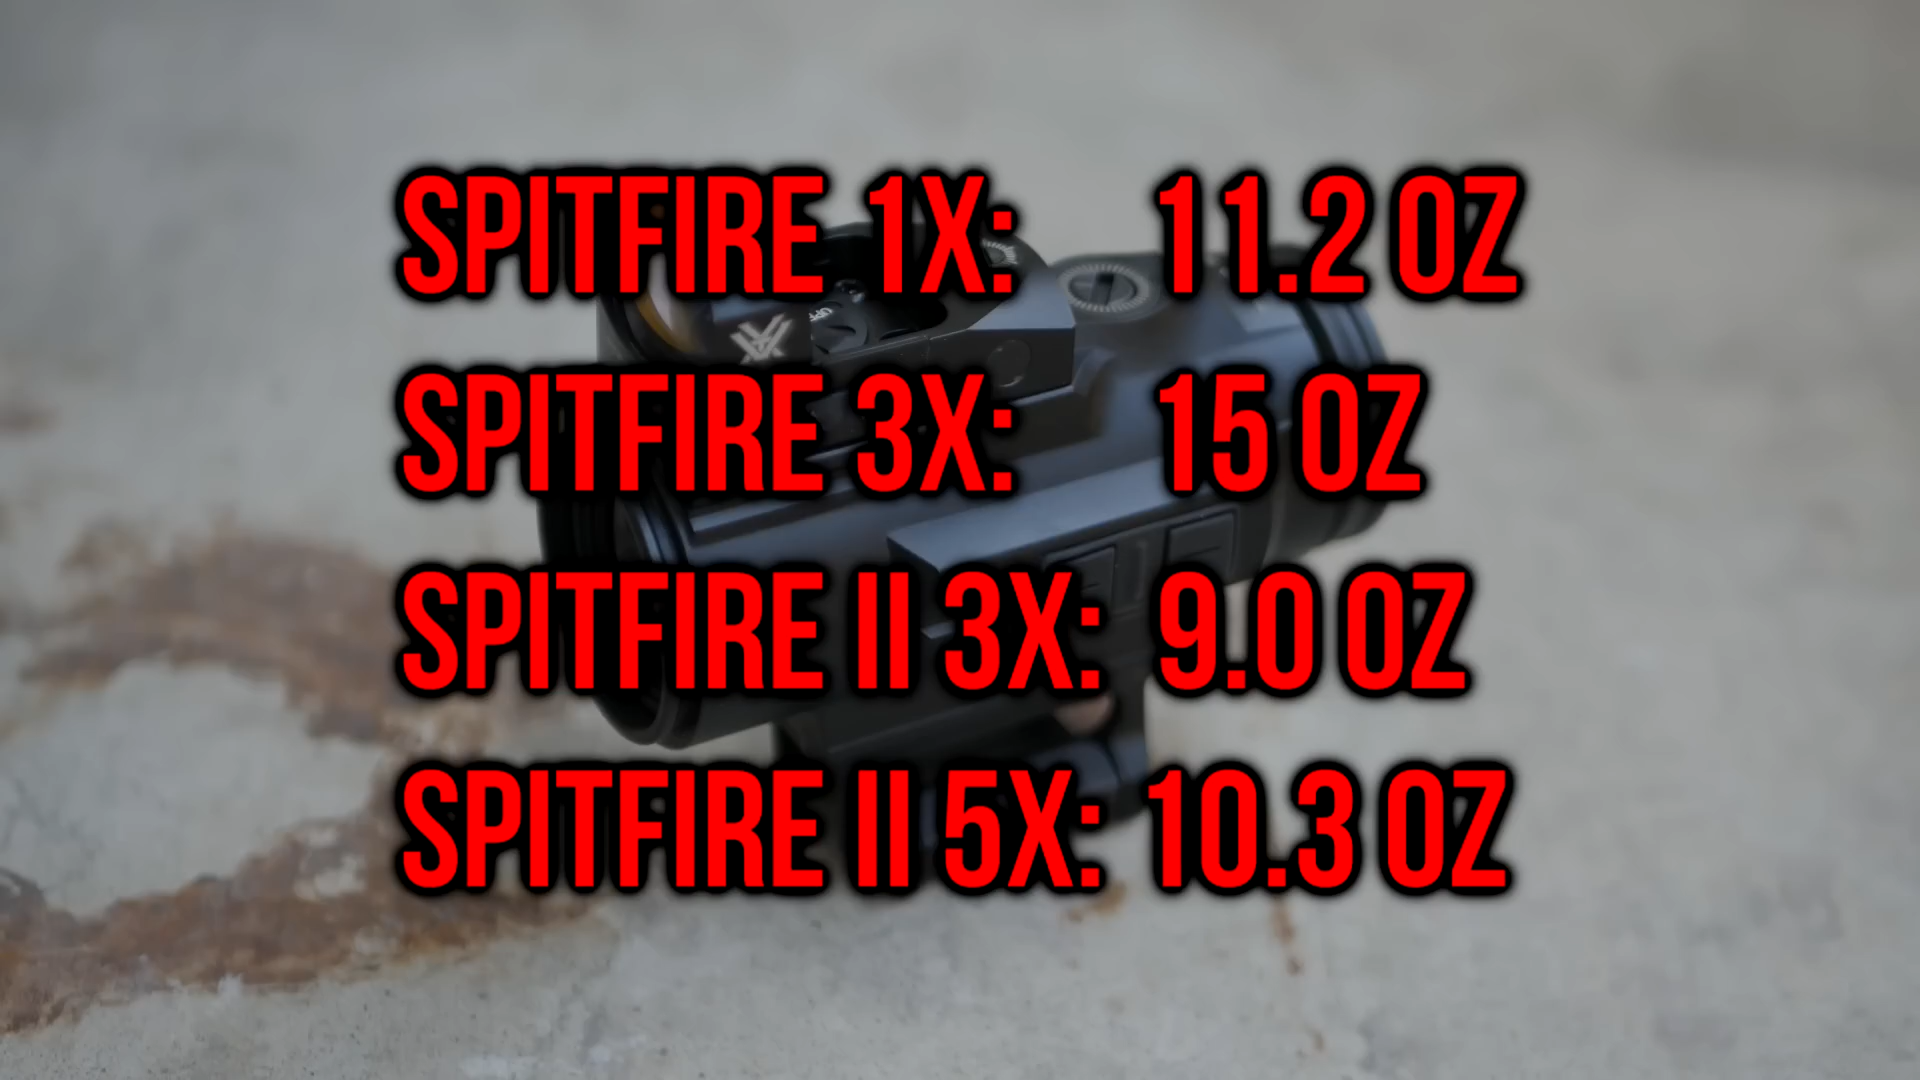 SPITFIRE 1X: 11.2 OZ
SPITFIRE 3X: 15 OZ
SPITFIRE II 3X: 9.0 OZ
SPITFIRE II 5X: 10.3 OZ